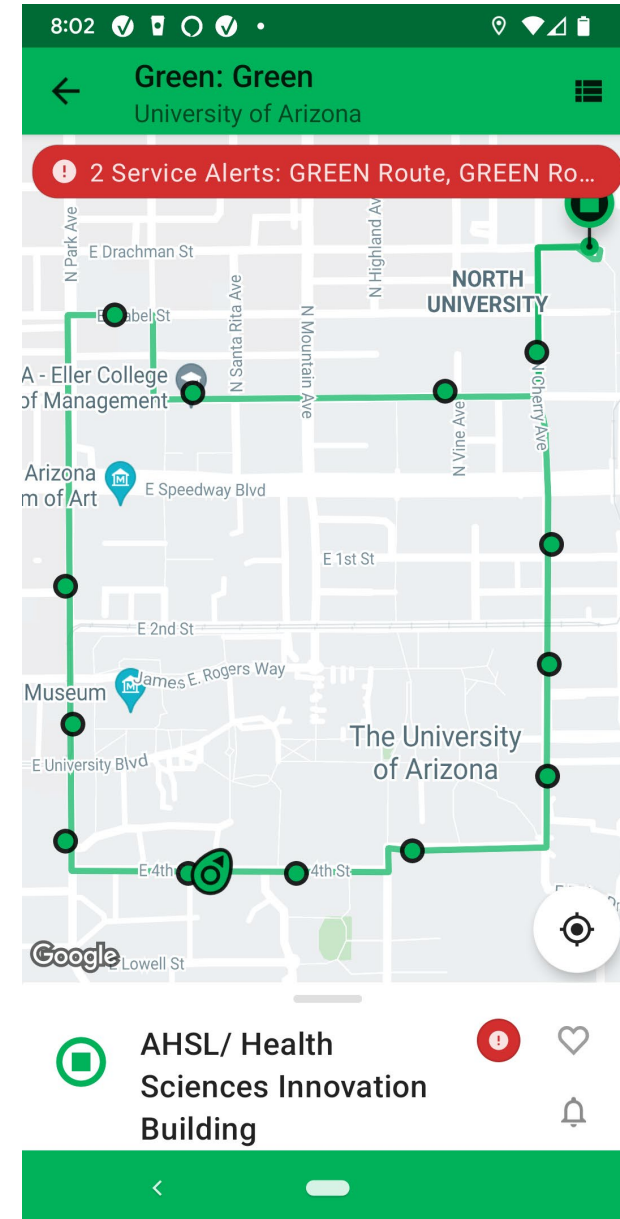 8:02
Green: Green
University of Arizona
2 Service Alerts: GREEN Route, GREEN Ro...
N Park Ave
E Drachman St
N Highland Av
NORTH
UNIVERSITY
abel St
N Santa Rita Ave
N Mountain Ave
A - Eller College
of Management
N Cherry Ave
N Vine Ave
Arizona
m of Art
E Speedway Blvd
E 1st St
E 2nd St
James E. Rogers Way
Museum
The University
of Arizona
E University Blvd
E 4th
4th St
Google
E Lowell St
AHSL/ Health
Sciences Innovation
Building